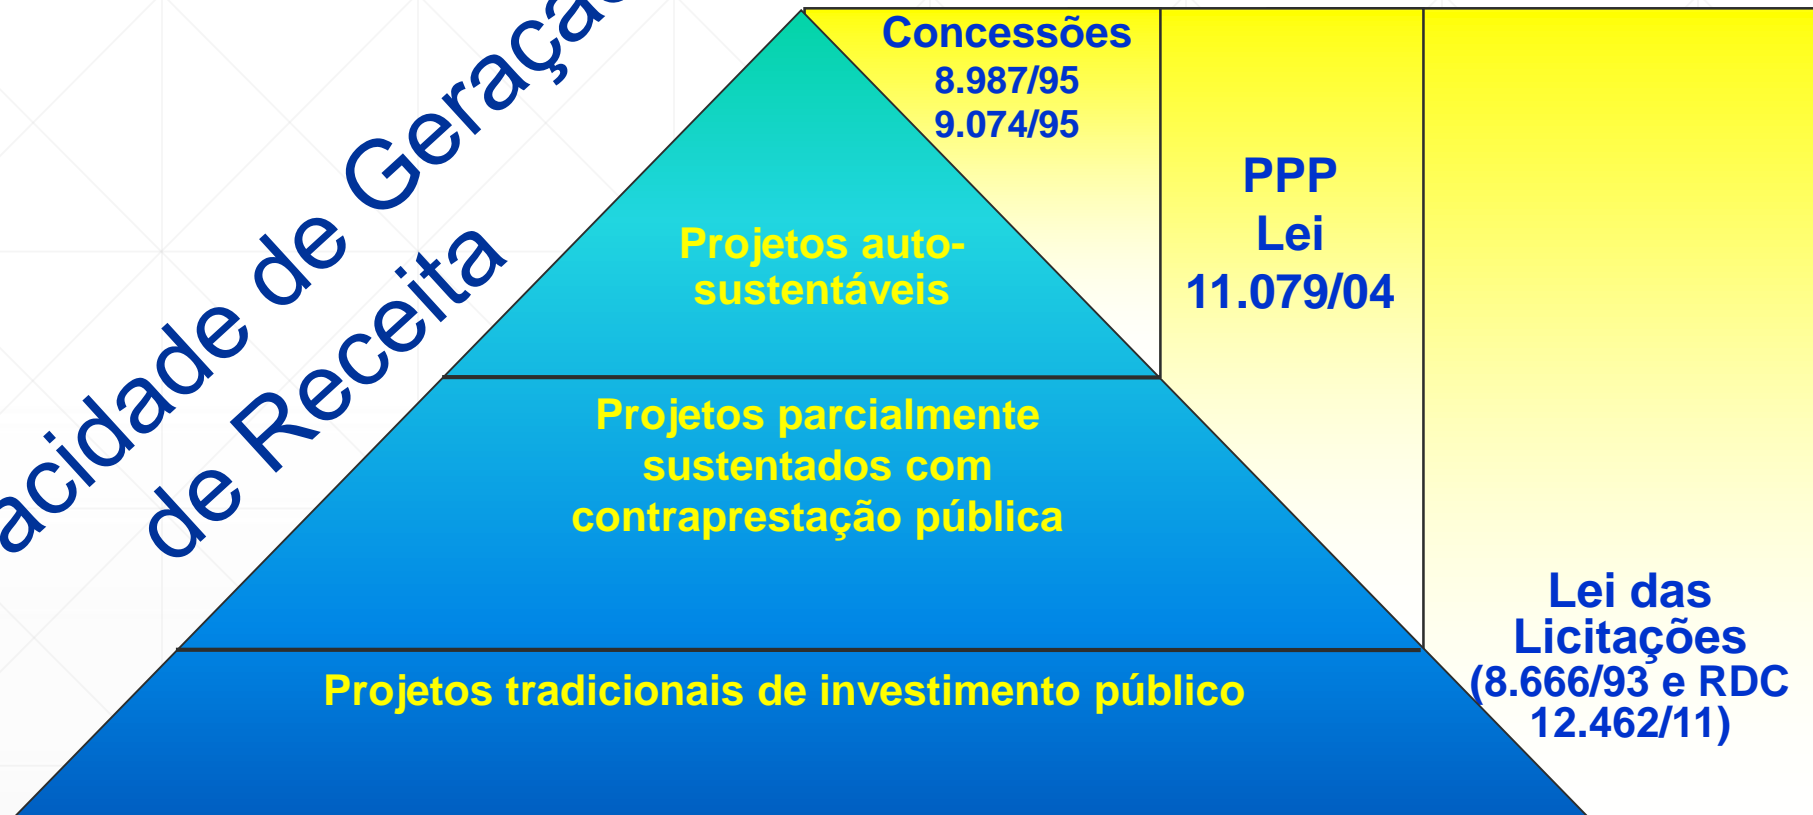 acidade de Geração
de Receita
Concessões
8.987/95
9.074/95
PPP
Lei
11.079/04
Projetos auto-
sustentáveis
Projetos parcialmente
sustentados com
contraprestação pública
Lei das
Licitações
(8.666/93 e RDC
12.462/11)
Projetos tradicionais de investimento público